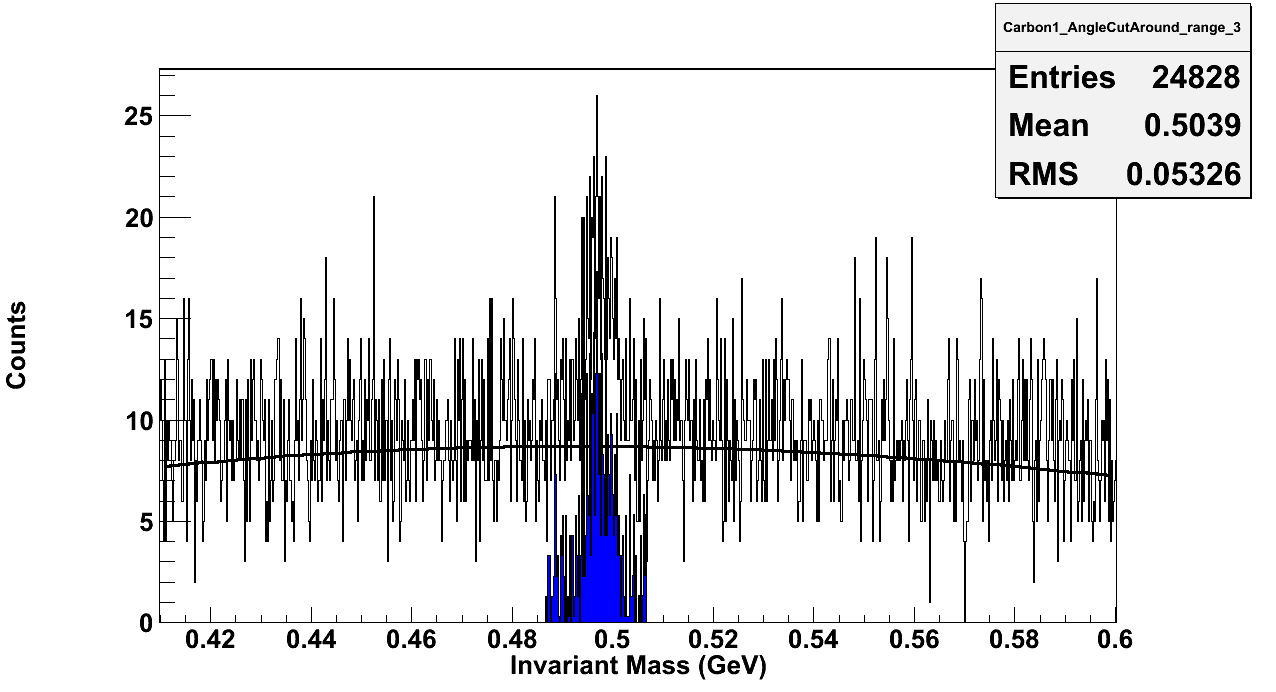 Carbon1_AngleCutAround_range_3
Entries 24828
Mean 0.5039
RMS 0.05326
Counts
25
20
15
10
5
0
0.42 0.44 0.46 0.48 0.5 0.52 0.54 0.56 0.58 0.6
Invariant Mass (GeV)